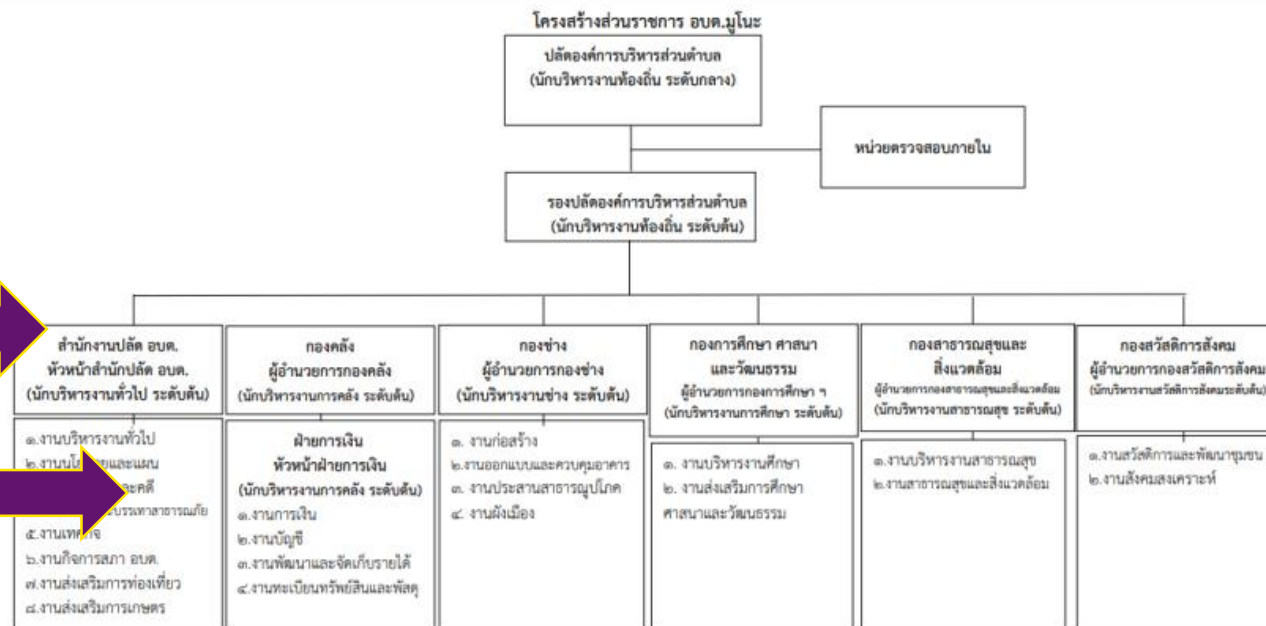 โครงสร้างส่วนราชการ อบต.มูโนะ
ปลัดองค์การบริหารส่วนตำบล
(นักบริหารงานท้องถิ่น ระดับกลาง)
หน่วยตรวจสอบภายใน
รองปลัดองค์การบริหารส่วนตำบล
(นักบริหารงานท้องถิ่น ระดับต้น)
สำนักงานปลัด อบต.
หัวหน้าสำนักปลัด อบต.
(นักบริหารงานทั่วไป ระดับต้น)
๑.งานบริหารงานทั่วไป
๒.งานนโยบายและแผน
และคดี
บรรเทาสาธารณภัย
๕.งานเทศกิจ
๖.งานกิจการสภา อบต.
๗.งานส่งเสริมการท่องเที่ยว
๘.งานส่งเสริมการเกษตร
กองคลัง
ผู้อำนวยการกองคลัง
(นักบริหารงานการคลัง ระดับต้น)
ฝ่ายการเงิน
หัวหน้าฝ่ายการเงิน
(นักบริหารงานการคลัง ระดับต้น)
๑.งานการเงิน
๒.งานบัญชี
๓.งานพัฒนาและจัดเก็บรายได้
๔.งานทะเบียนทรัพย์สินและพัสดุ
กองช่าง
ผู้อำนวยการกองช่าง
(นักบริหารงานช่าง ระดับต้น)
๑. งานก่อสร้าง
๒.งานออกแบบและควบคุมอาคาร
๓. งานประสานสาธารณูปโภค
๔. งานผังเมือง
กองการศึกษา ศาสนา
และวัฒนธรรม
ผู้อำนวยการกองการศึกษา ฯ
(นักบริหารงานการศึกษา ระดับต้น)
๑. งานบริหารงานศึกษา
๒. งานส่งเสริมการศึกษา
ศาสนาและวัฒนธรรม
กองสาธารณสุขและ
สิ่งแวดล้อม
ผู้อำนวยการกองสาธารณสุขและสิ่งแวดล้อม
(นักบริหารงานสาธารณสุข ระดับต้น)
๑.งานบริหารงานสาธารณสุข
๒.งานสาธารณสุขและสิ่งแวดล้อม
กองสวัสดิการสังคม
ผู้อำนวยการกองสวัสดิการสังคม
(นักบริหารงานสวัสดิการสังคมระดับต้น)
๑.งานสวัสดิการและพัฒนาชุมชน
๒.งานสังคมสงเคราะห์